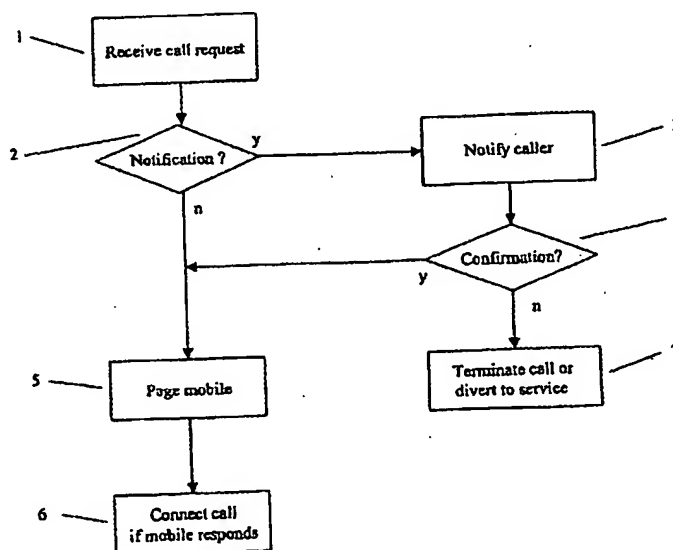 1
Receive call request
2
Notification ?
y
n
Notify caller
Confirmation?
y
n
Terminate call or
divert to service
5
Page mobile
6
Connect call
if mobile responds